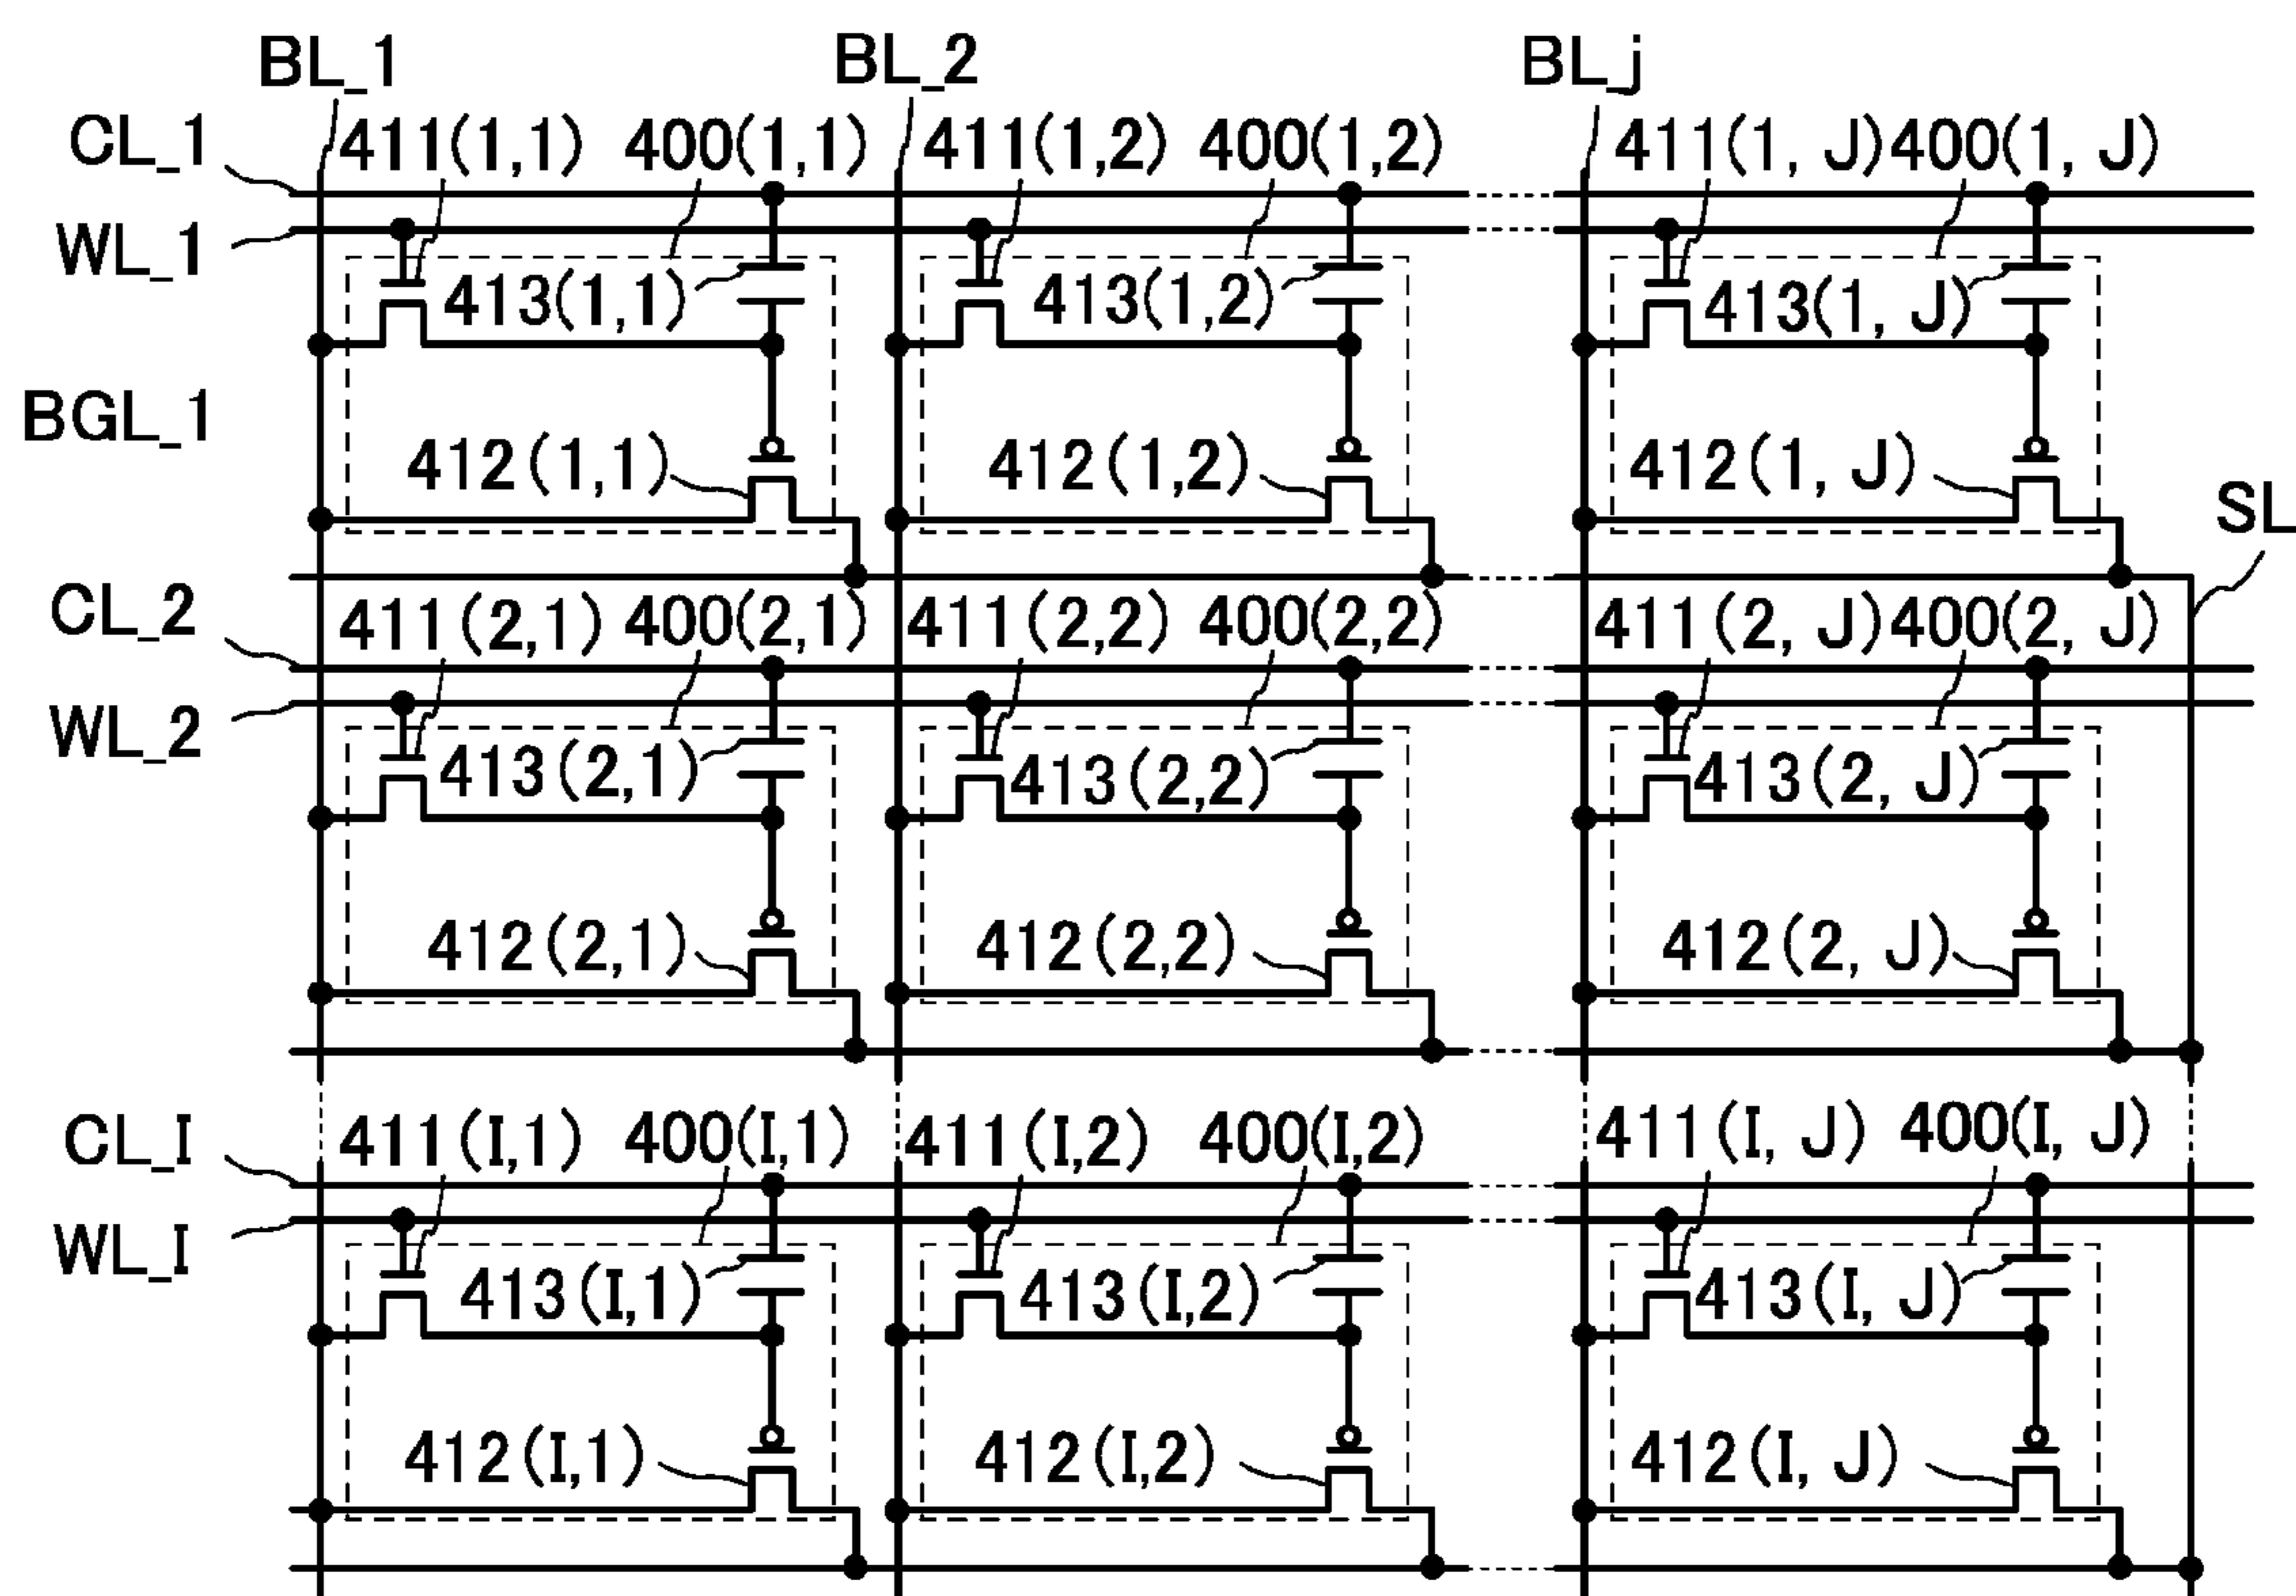 BL_1 BL_2 BL_j
CL_1 411(1,1) 400(1,1) 411(1,2) 400(1,2) 411(1, J) 400(1, J)
WL_1 413(1,1) 413(1,2) 413(1, J)
BGL_1
412(1,1) 412(1,2) 412(1, J) SL
CL_2 411(2,1) 400(2,1) 411(2,2) 400(2,2) 411(2, J) 400(2, J)
WL_2 413(2,1) 413(2,2) 413(2, J)
412(2,1) 412(2,2) 412(2, J)
CL_I 411(I,1) 400(I,1) 411(I,2) 400(I,2) 411(I, J) 400(I, J)
WL_I 413(I,1) 413(I,2) 413(I, J)
412(I,1) 412(I,2) 412(I, J)